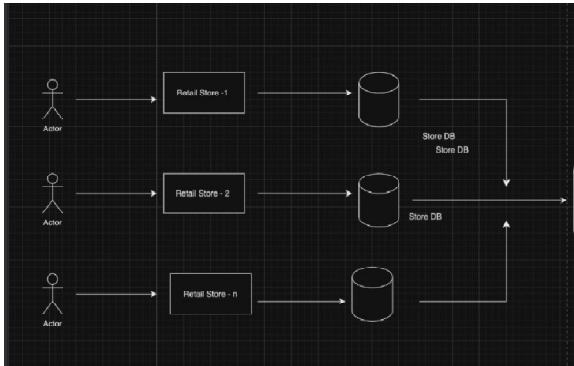 Actor
Retail Store -1
Store DB
Store DB
Actor
Retail Store - 2
Store DB
Actor
Retail Store - n